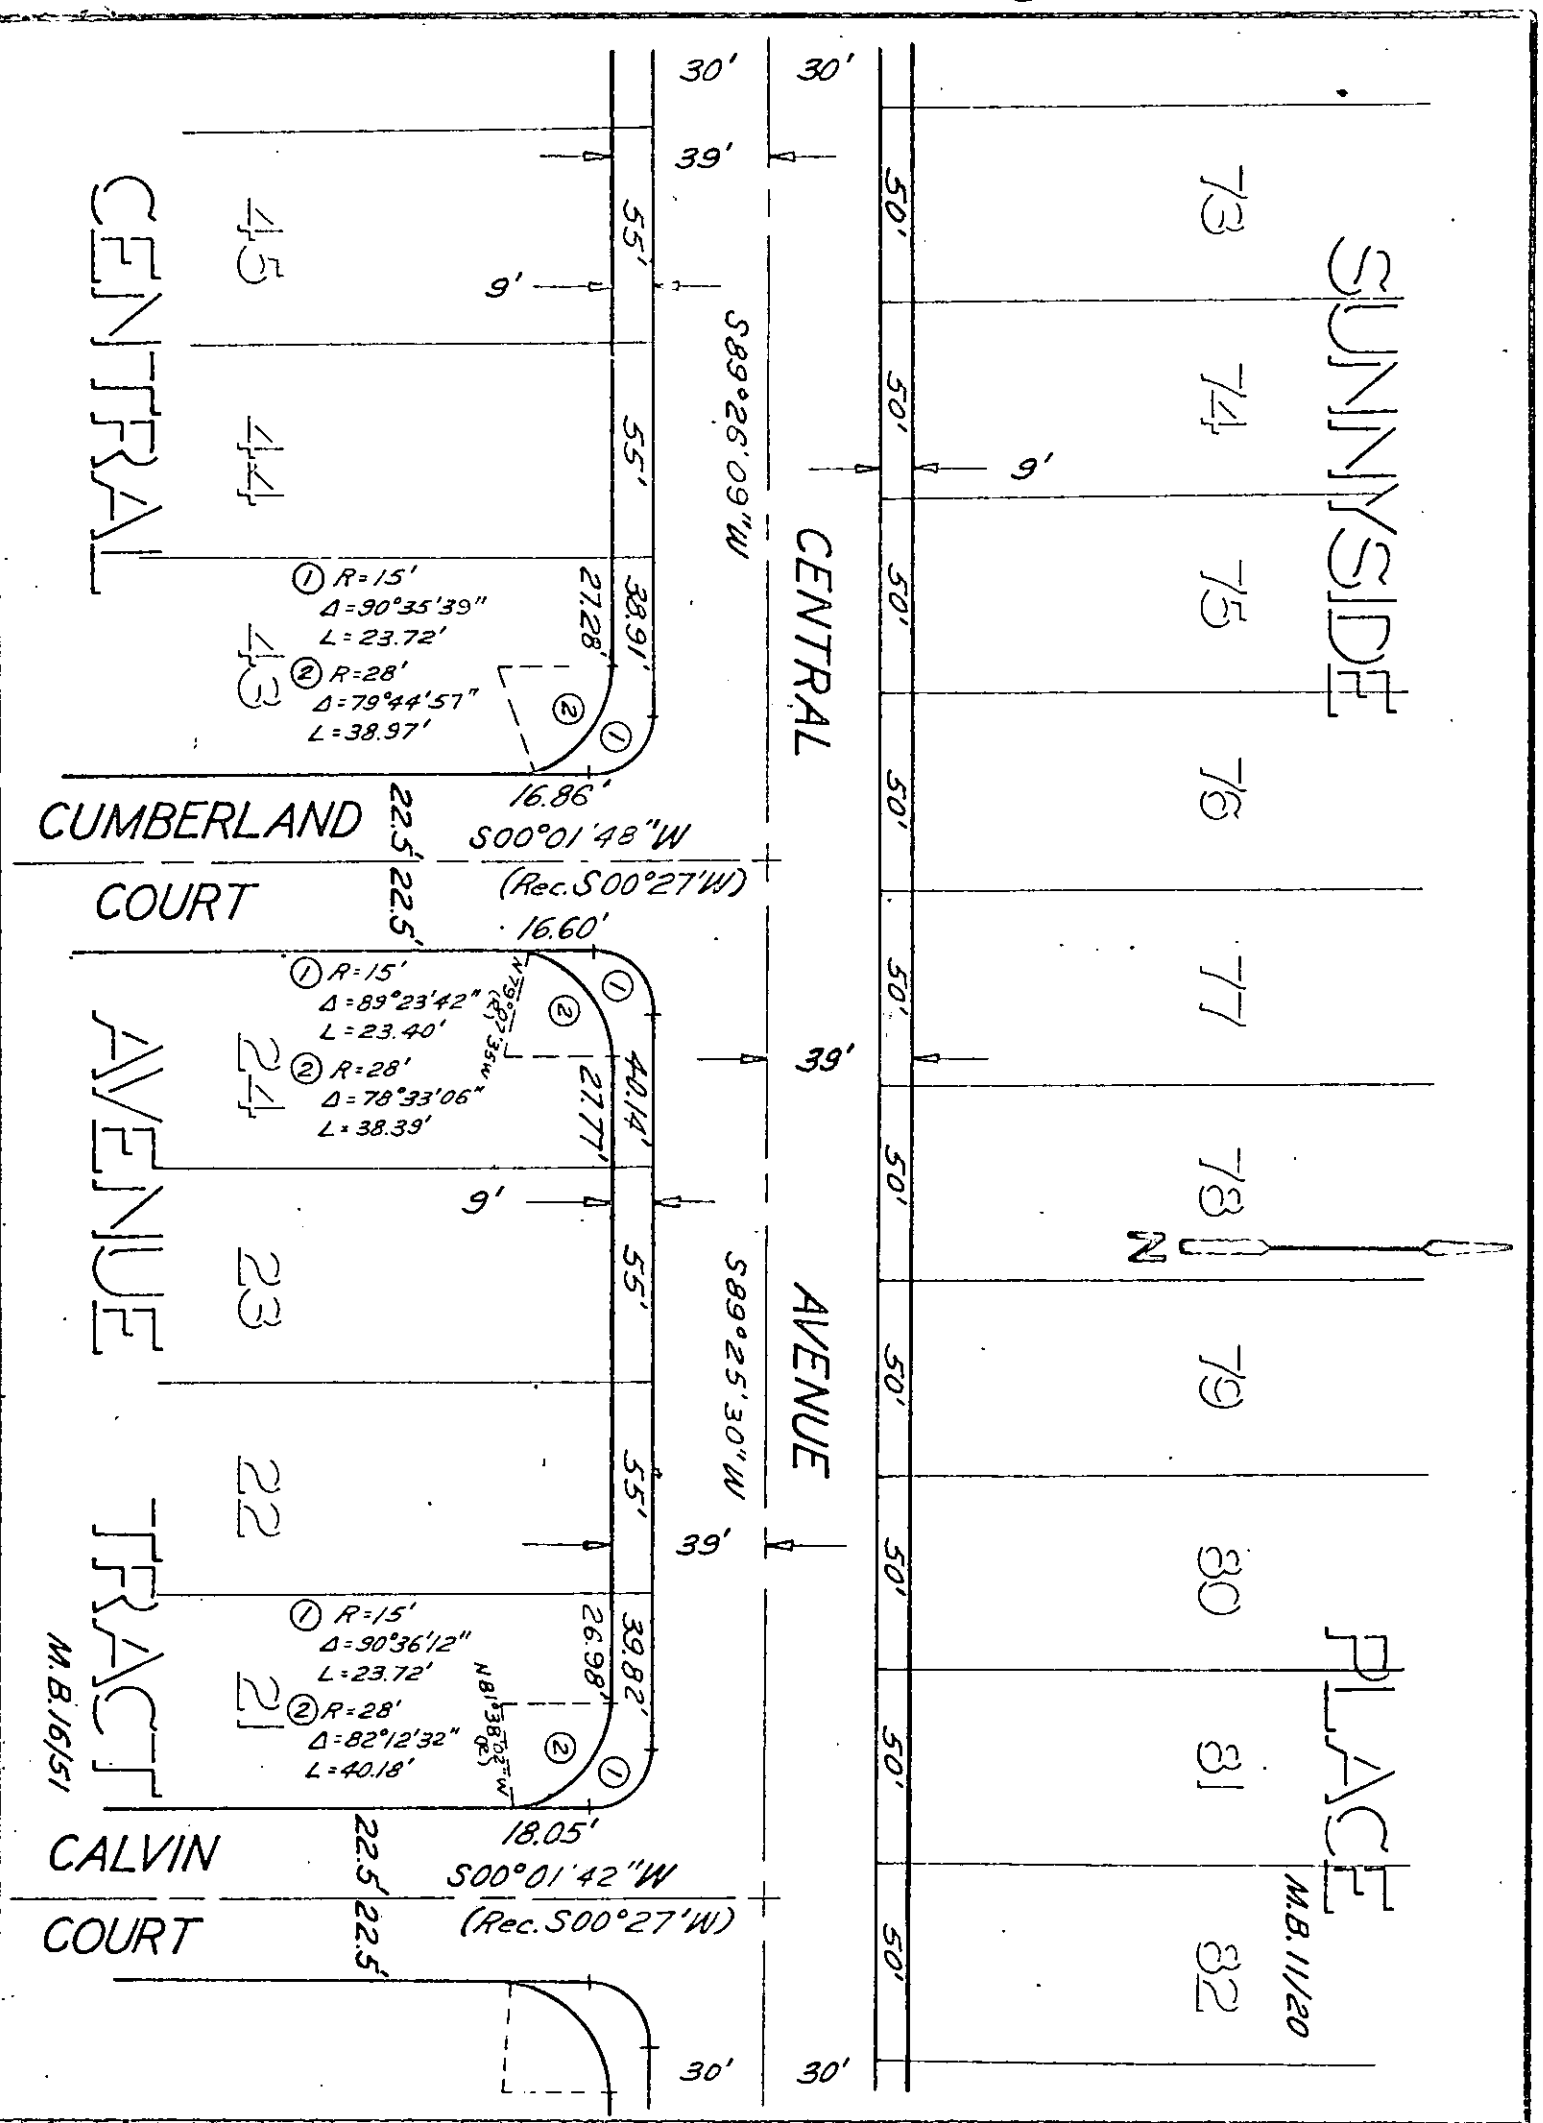 SUNNYSIDE PLACE
M.B. 11/20
73
74
75
76
77
78
79
80
81
82
N
50'
50'
50'
50'
50'
50'
50'
50'
50'
50'
9'
30'
30'
39'
39'
39'
30'
30'
CENTRAL AVENUE
S89°26'09"W
S89°25'30"W
55'
55'
38.91'
27.28'
40.14'
27.77'
55'
55'
39.82'
26.98'
9'
9'
45
44
43
24
23
22
21
① R=15'
Δ=90°35'39"
L=23.72'
② R=28'
Δ=79°44'57"
L=38.97'
②
①
16.86'
S00°01'48"W
(Rec. S00°27'W)
16.60'
22.5' 22.5'
CUMBERLAND
COURT
① R=15'
Δ=89°23'42"
L=23.40'
② R=28'
Δ=78°33'06"
L=38.39'
N79°07'35"W
(R)
①
②
① R=15'
Δ=90°36'12"
L=23.72'
② R=28'
Δ=82°12'32"
L=40.18'
N81°38'02"W
(R)
②
①
18.05'
S00°01'42"W
(Rec. S00°27'W)
22.5' 22.5'
CALVIN
COURT
CENTRAL AVENUE TRACT
M.B. 16/51